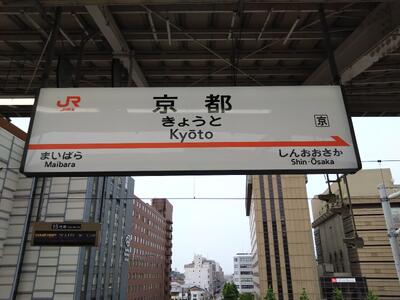 JR
京都
きょうと
京
Kyōto
まいばら
Maibara
しんおおさか
Shin-Ōsaka